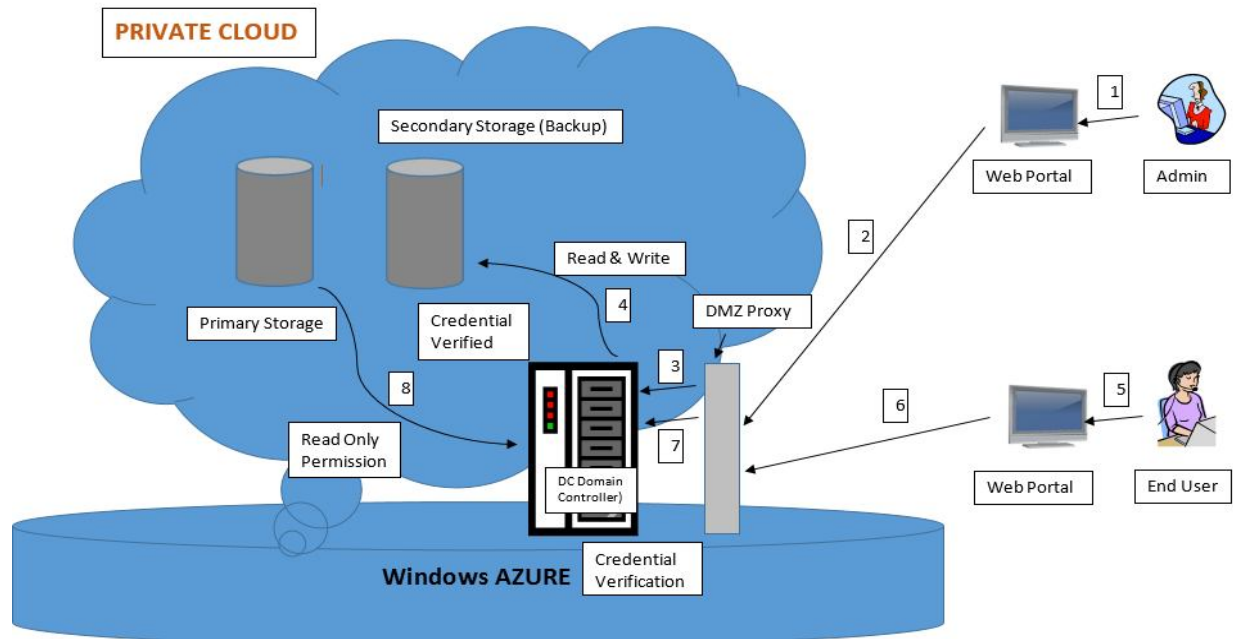 PRIVATE CLOUD
Secondary Storage (Backup)
1
Web Portal
Admin
2
Read & Write
4
DMZ Proxy
Primary Storage
Credential
Verified
3
8
7
6
5
Read Only
Permission
DC Domain
Controller)
Web Portal
End User
Windows AZURE
Credential
Verification